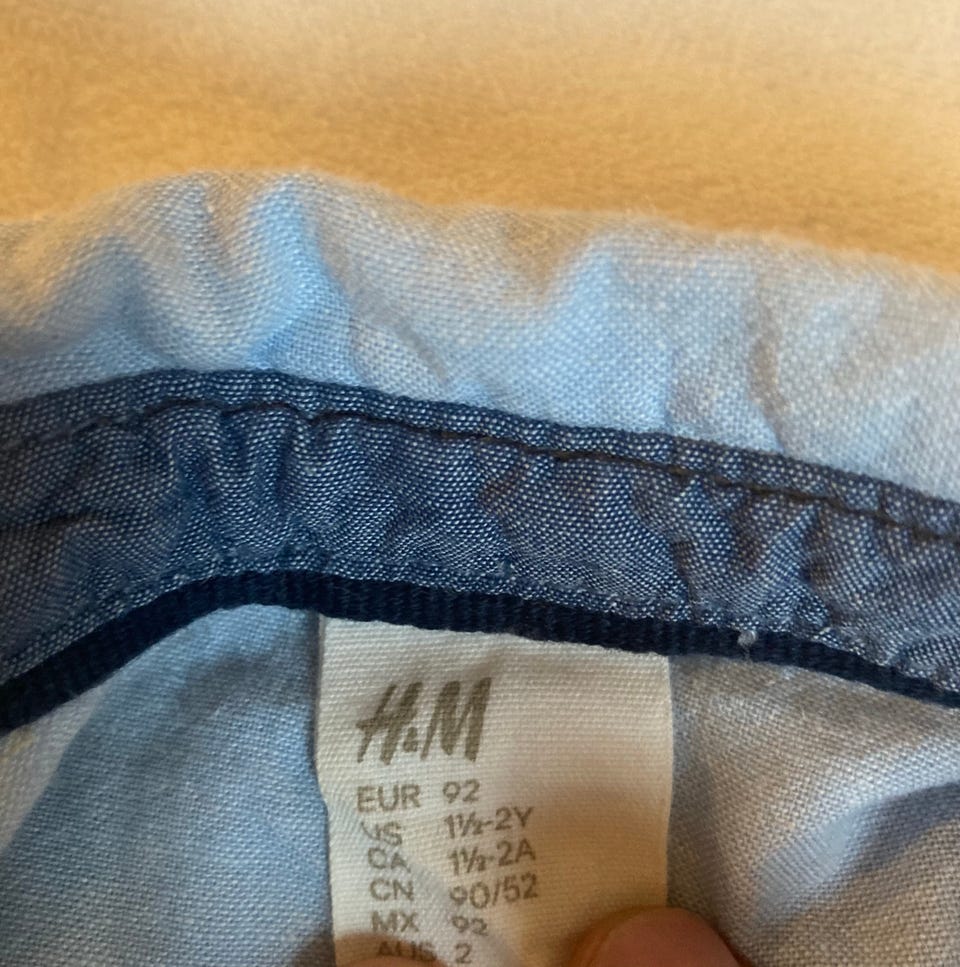 H&M
EUR 92
US 1½-2Y
CA 1½-2A
CN 90/52
MX 92
AUS 2